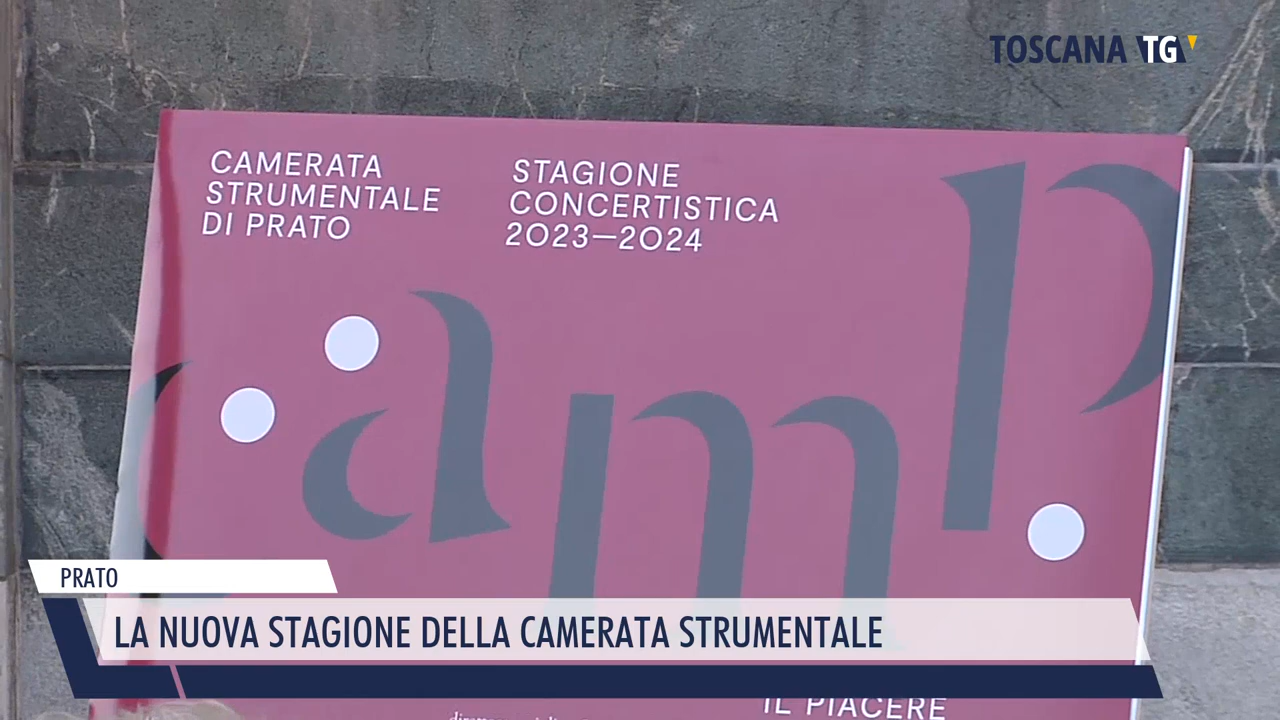 TOSCANA TG
CAMERATA
STRUMENTALE
DI PRATO
STAGIONE
CONCERTISTICA
2023—2024
camp
PRATO
LA NUOVA STAGIONE DELLA CAMERATA STRUMENTALE
IL PIACERE